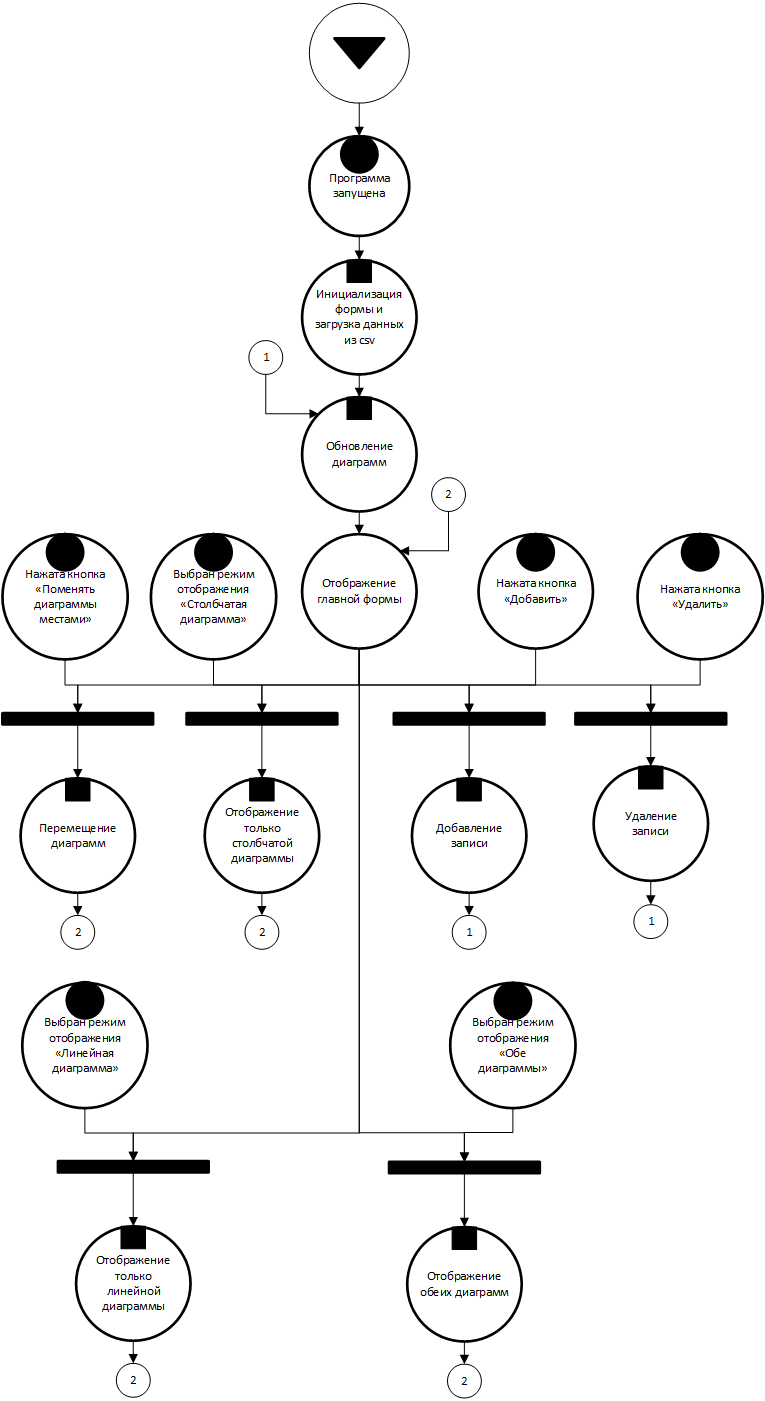 Программа
запущена
Инициализация
формы и
загрузка данных
из csv
1
Обновление
диаграмм
2
Нажата кнопка
«Поменять
диаграммы
местами»
Выбран режим
отображения
«Столбчатая
диаграмма»
Отображение
главной формы
Нажата кнопка
«Добавить»
Нажата кнопка
«Удалить»
Перемещение
диаграмм
Отображение
только
столбчатой
диаграммы
Добавление
записи
Удаление
записи
2
2
1
1
Выбран режим
отображения
«Линейная
диаграмма»
Выбран режим
отображения
«Обе
диаграммы»
Отображение
только
линейной
диаграммы
Отображение
обеих диаграмм
2
2